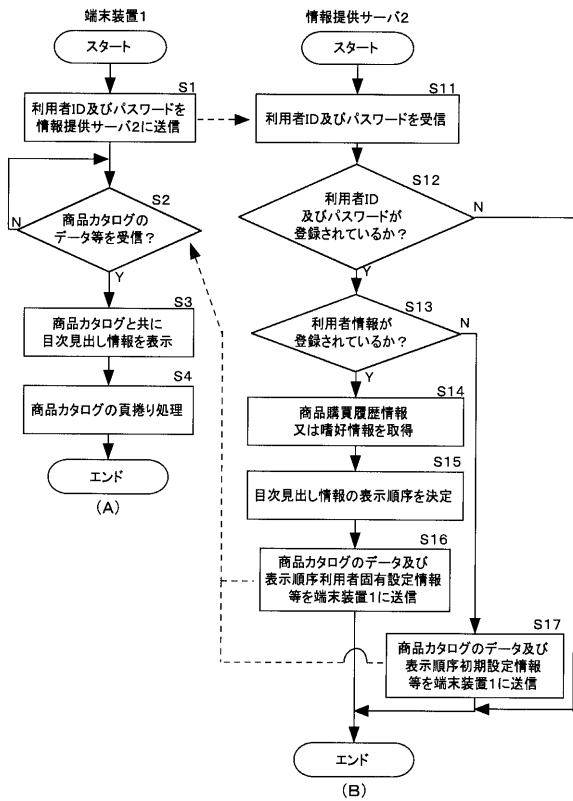 端末装置1
スタート
S1
利用者ID及びパスワードを
情報提供サーバ2に送信
S2
商品カタログの
データ等を受信？
N
Y
S3
商品カタログと共に
目次見出し情報を表示
S4
商品カタログの頁捲り処理
エンド
(A)
情報提供サーバ2
スタート
S11
利用者ID及びパスワードを受信
S12
利用者ID
及びパスワードが
登録されているか？
N
Y
S13
利用者情報が
登録されているか？
N
Y
S14
商品購買履歴情報
又は嗜好情報を取得
S15
目次見出し情報の表示順序を決定
S16
商品カタログのデータ及び
表示順序利用者固有設定情報
等を端末装置1に送信
S17
商品カタログのデータ及び
表示順序初期設定情報
等を端末装置1に送信
エンド
(B)